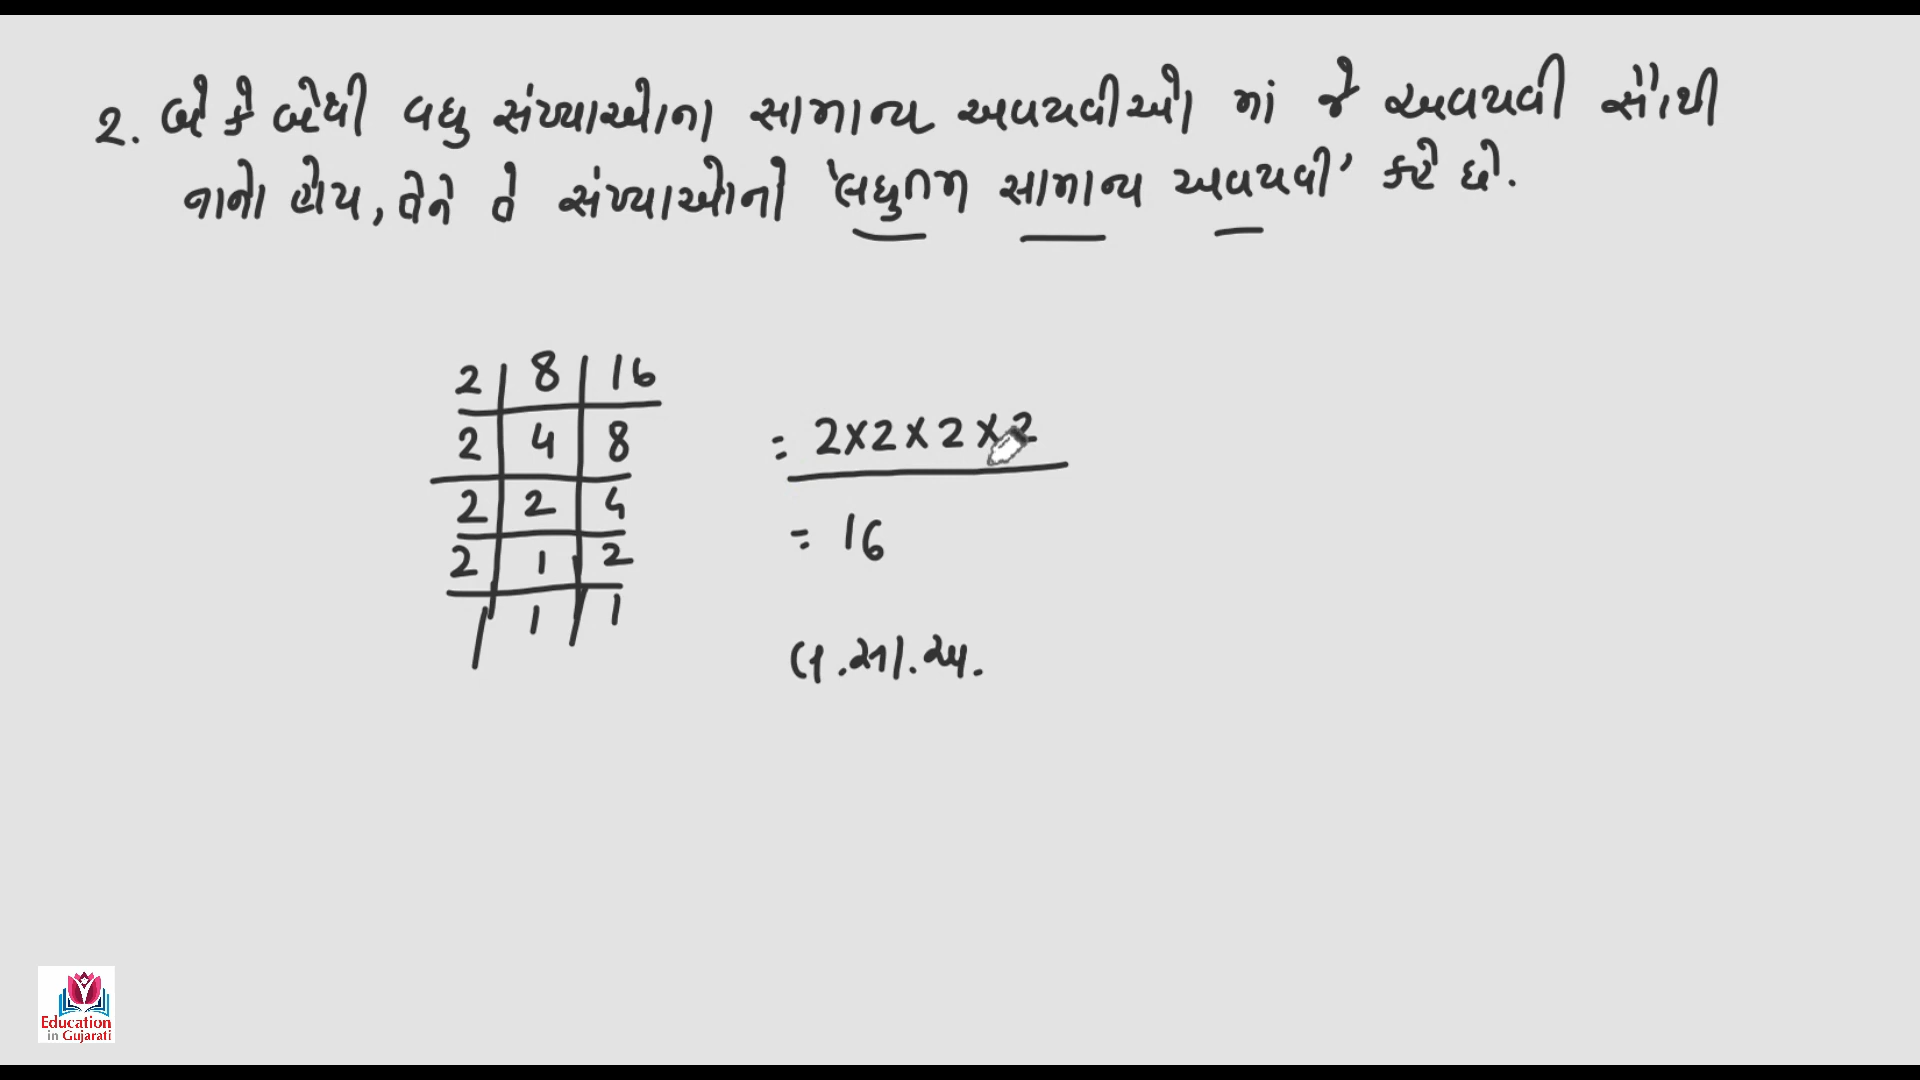 2. બે કે બેથી વધુ સંખ્યાઓના સામાન્ય અવયવીઓ માં જે અવયવી સૌથી
નાનો હોય, તેને તે સંખ્યાઓનો 'લઘુતમ સામાન્ય અવયવી' કહે છે.
2 | 8 | 16
2 | 4 | 8
2 | 2 | 4
2 | 1 | 2
1 | 1
= 2×2×2×2
= 16
લ.સા.અ.
Education
in Gujarati